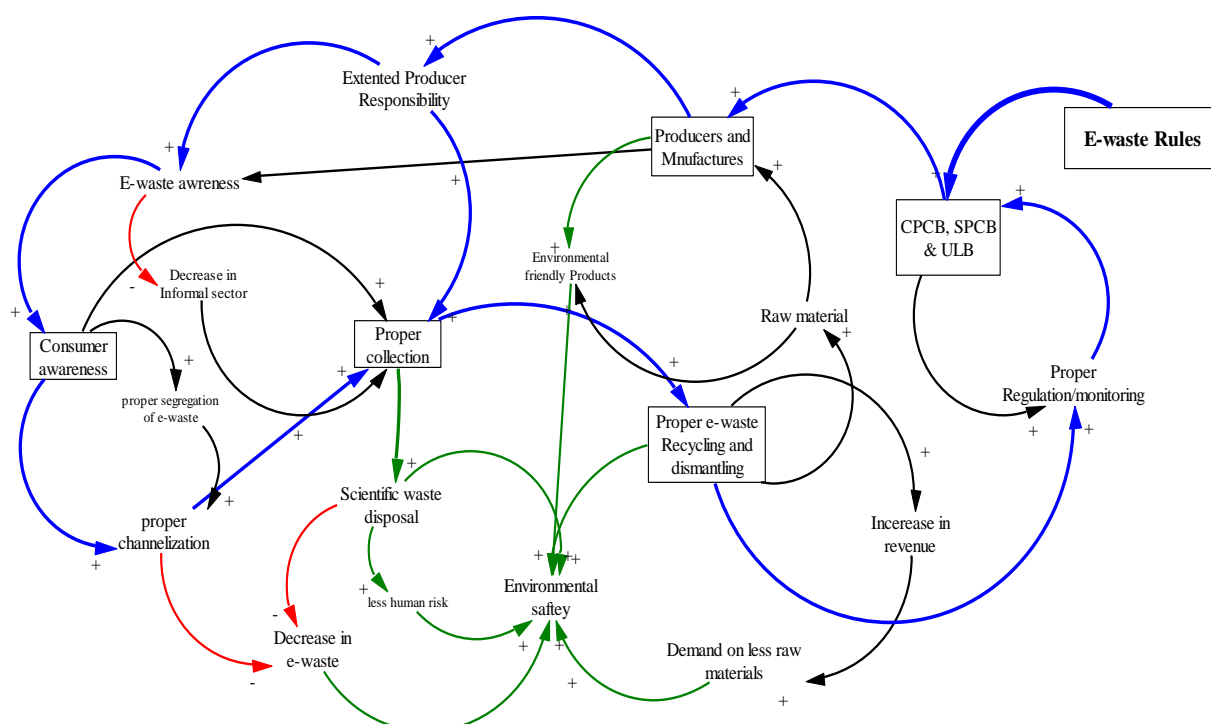 Extented Producer
Responsibility
Producers and
Mnufactures
E-waste Rules
E-waste awreness
CPCB, SPCB
& ULB
Environmental
friendly Products
Decrease in
Informal sector
Raw material
Consumer
awareness
Proper
collection
Proper
Regulation/monitoring
proper segregation
of e-waste
Proper e-waste
Recycling and
dismantling
Scientific waste
disposal
proper
channelization
Incerease in
revenue
less human risk
Environmental
saftey
Decrease in
e-waste
Demand on less raw
materials